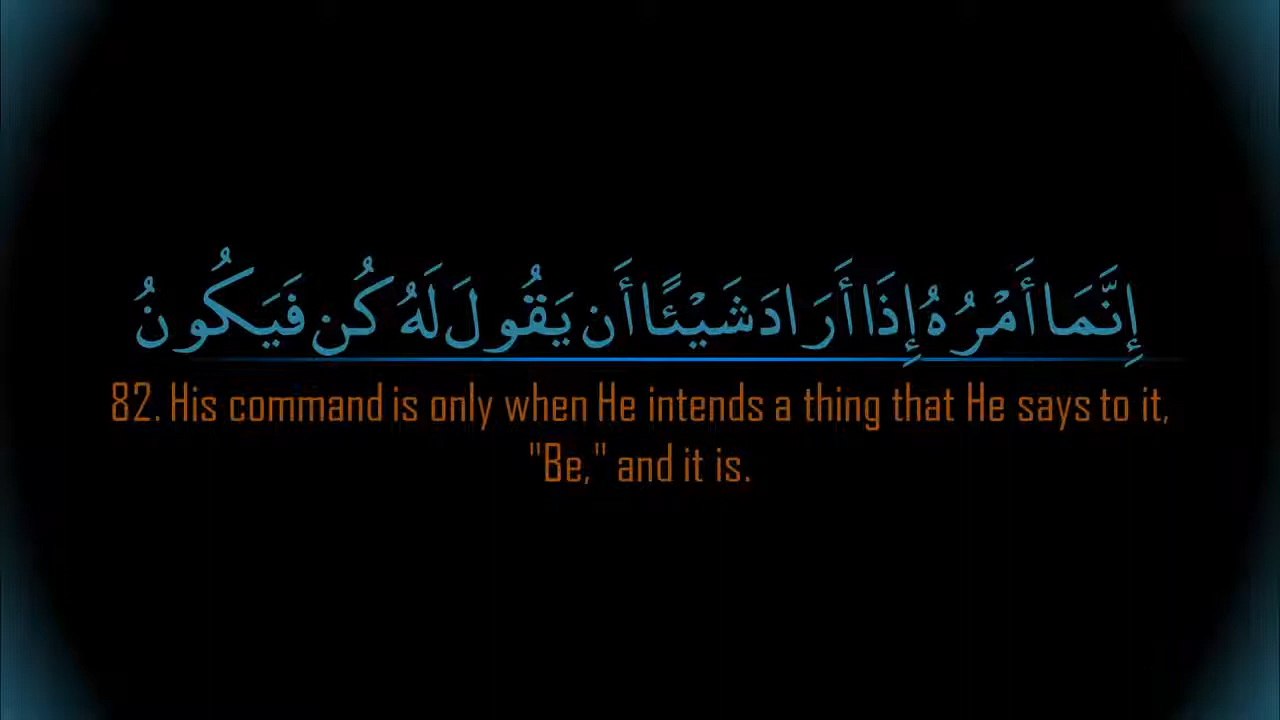 إِنَّمَا أَمْرُهُ إِذَا أَرَادَ شَيْئًا أَن يَقُولَ لَهُ كُن فَيَكُونُ
82. His command is only when He intends a thing that He says to it,
"Be," and it is.